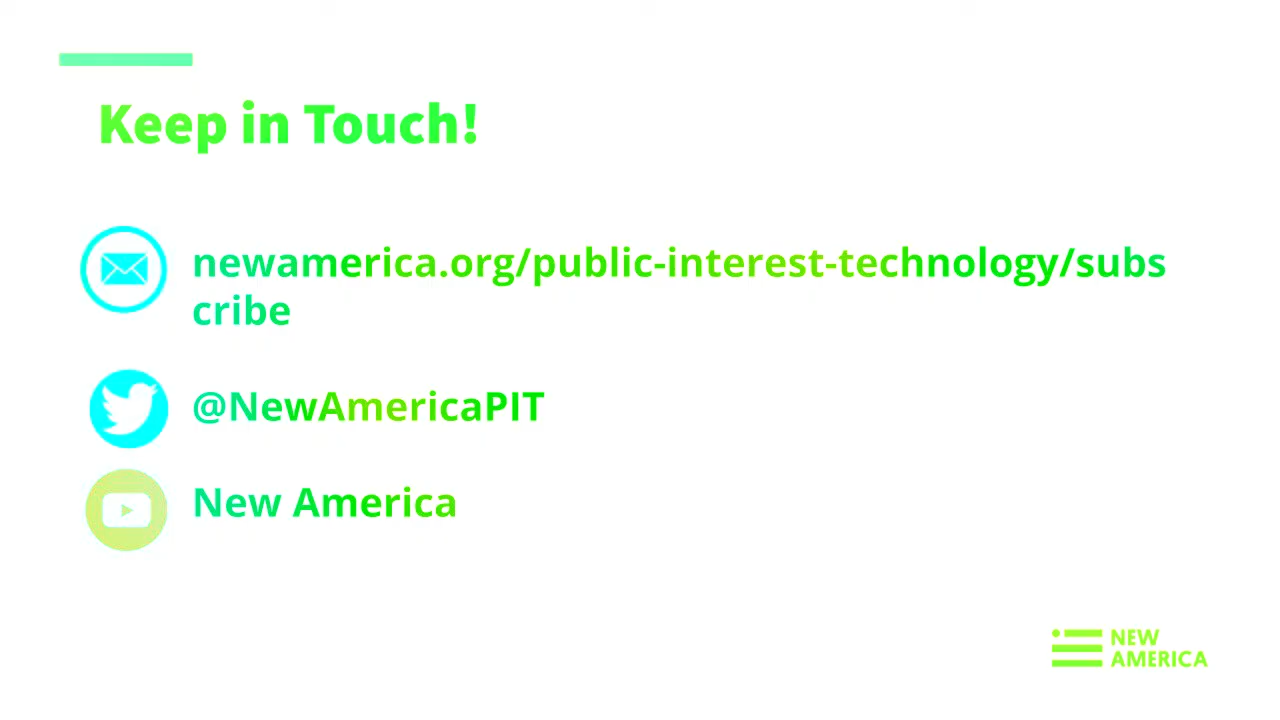 Keep in Touch!
newamerica.org/public-interest-technology/subs
cribe
@NewAmericaPIT
New America
NEW
AMERICA